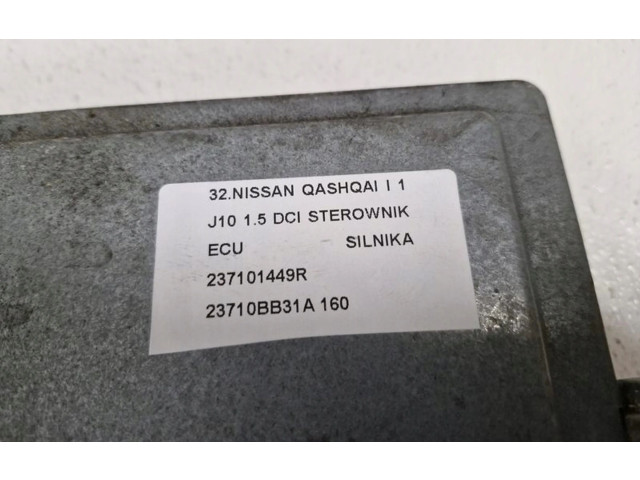 32.NISSAN QASHQAI I 1
J10 1.5 DCI STEROWNIK
ECU SILNIKA
237101449R
23710BB31A 160